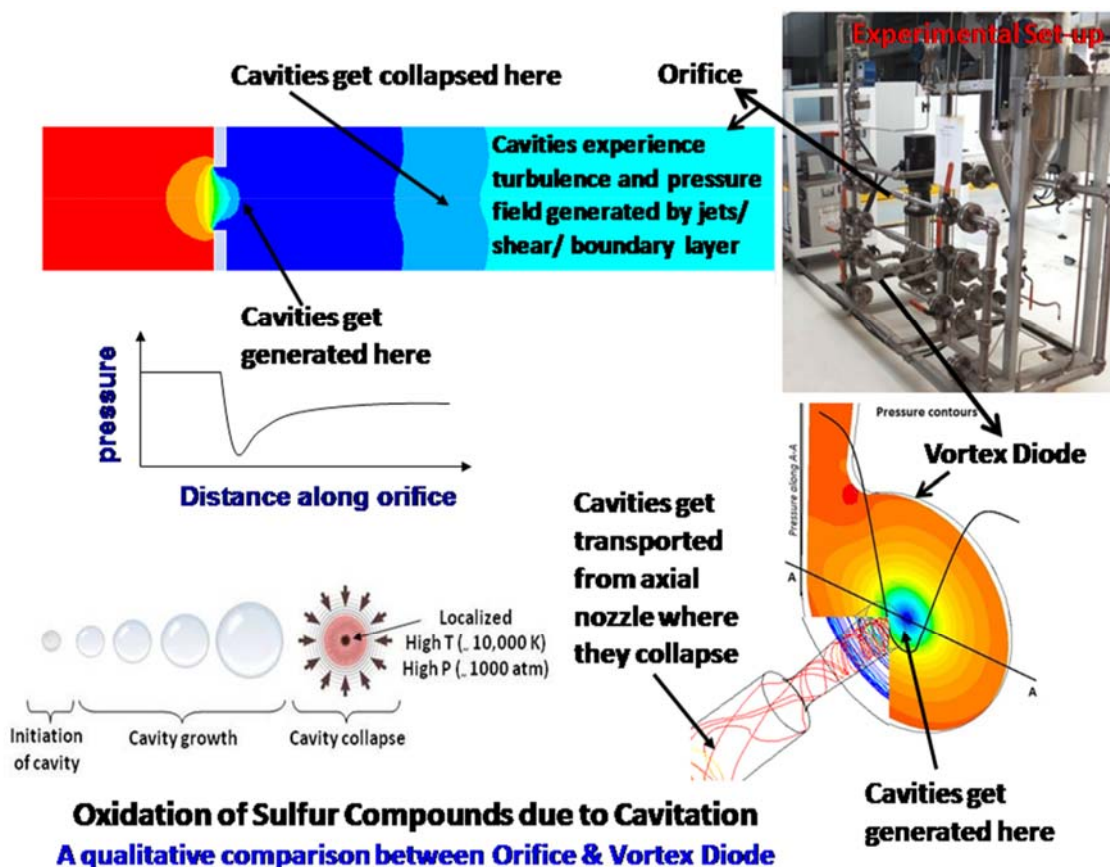 Experimental Set-up
Cavities get collapsed here
Orifice
Cavities experience
turbulence and pressure
field generated by jets/
shear/ boundary layer
Cavities get
generated here
pressure
Distance along orifice
Pressure contours
Vortex Diode
Pressure along A-A
A
A
Cavities get
transported
from axial
nozzle where
they collapse
Localized
High T (~ 10,000 K)
High P (~ 1000 atm)
Initiation
of cavity
Cavity growth
Cavity collapse
Cavities get
generated here
Oxidation of Sulfur Compounds due to Cavitation
A qualitative comparison between Orifice & Vortex Diode